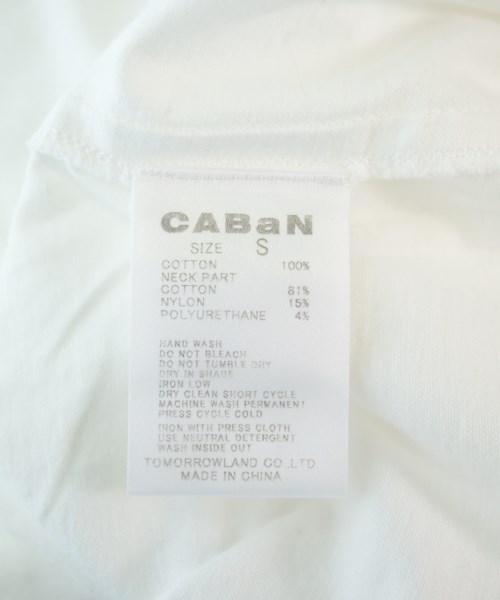 CABaN
SIZE S
COTTON 100%
NECK PART
COTTON 81%
NYLON 15%
POLYURETHANE 4%
HAND WASH
DO NOT BLEACH
DO NOT TUMBLE DRY
DRY IN SHADE
IRON LOW
DRY CLEAN SHORT CYCLE
MACHINE WASH PERMANENT
PRESS CYCLE COLD
IRON WITH PRESS CLOTH
USE NEUTRAL DETERGENT
WASH INSIDE OUT
TOMORROWLAND CO.,LTD.
MADE IN CHINA